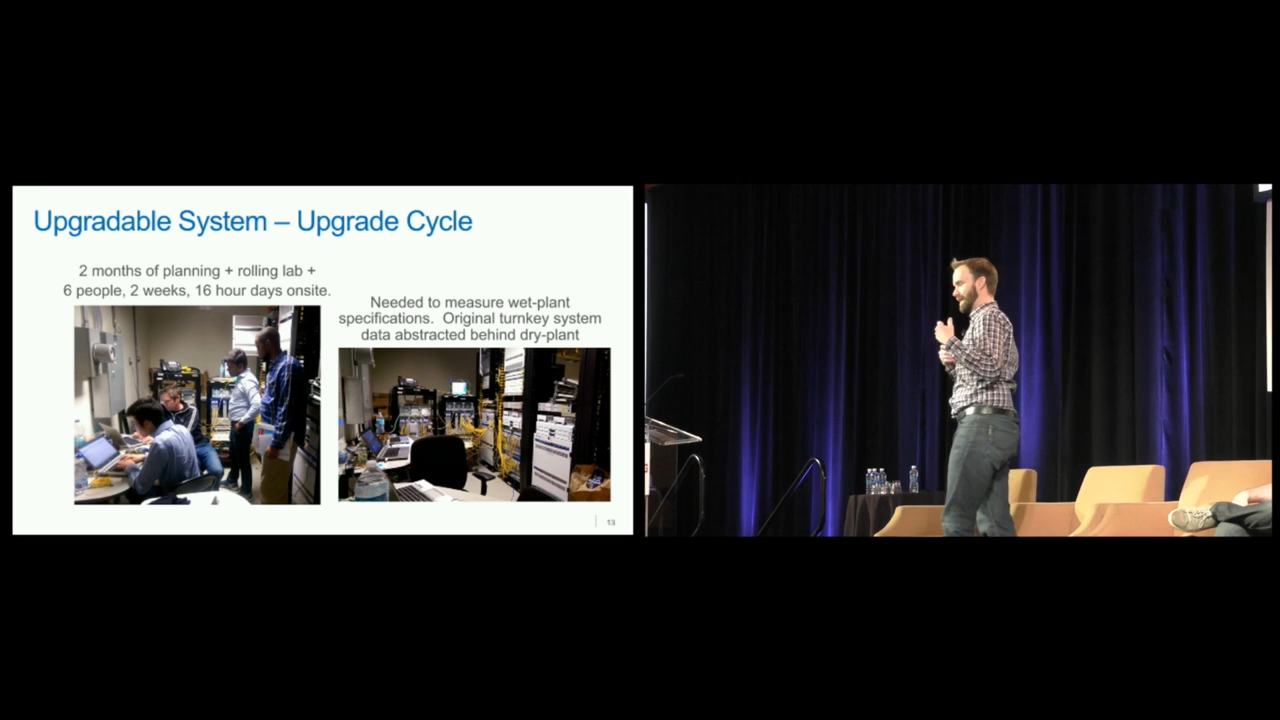 Upgradable System – Upgrade Cycle
2 months of planning + rolling lab +
6 people, 2 weeks, 16 hour days onsite.
Needed to measure wet-plant
specifications. Original turnkey system
data abstracted behind dry-plant
13